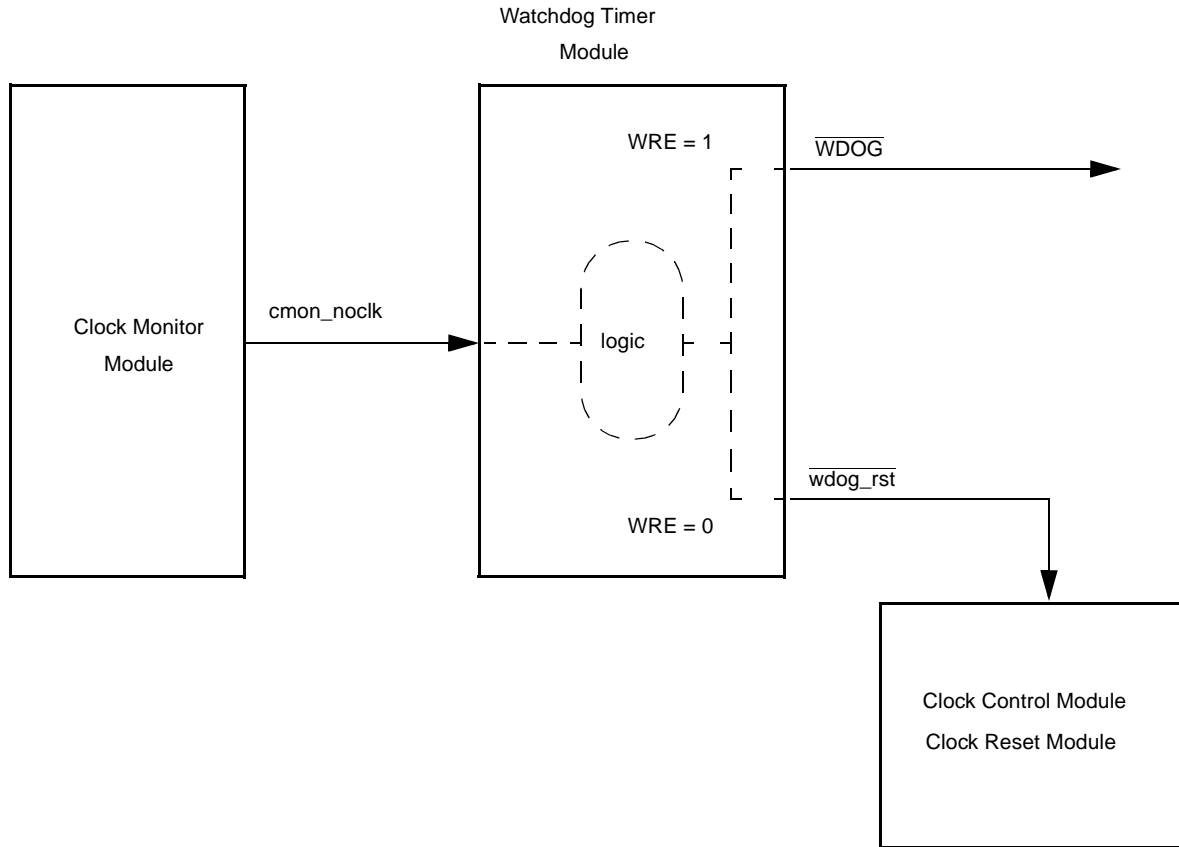 Watchdog Timer
Module
WRE = 1
WDOG
cmon_noclk
Clock Monitor
Module
logic
wdog_rst
WRE = 0
Clock Control Module
Clock Reset Module